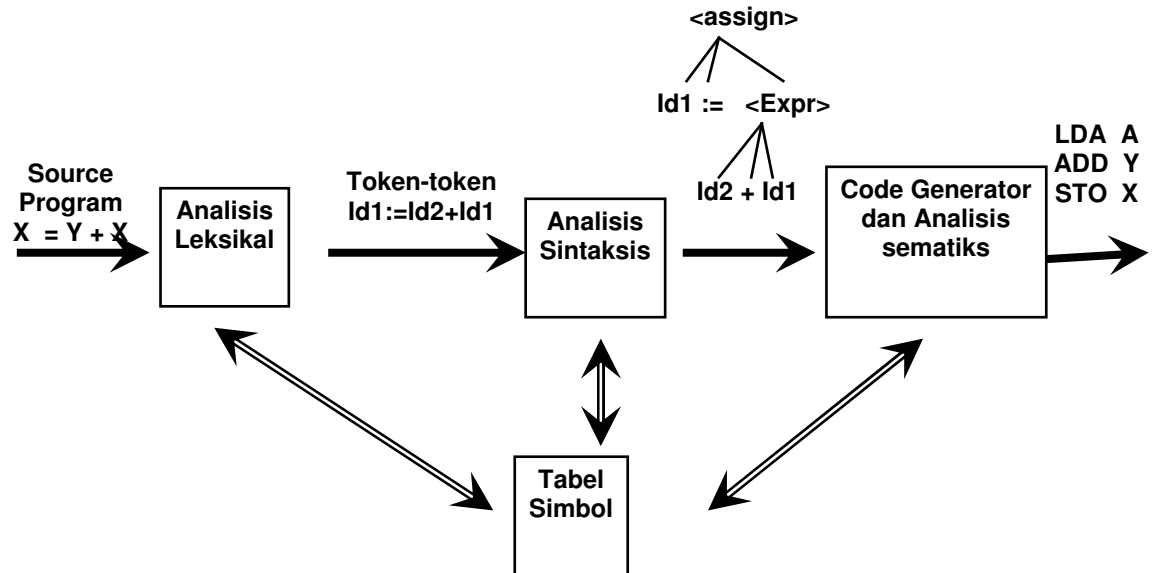 <assign>
Id1 := <Expr>
Id2 + Id1
Source
Program
X = Y + X
Analisis
Leksikal
Token-token
Id1:=Id2+Id1
Analisis
Sintaksis
Code Generator
dan Analisis
sematiks
LDA A
ADD Y
STO X
Tabel
Simbol